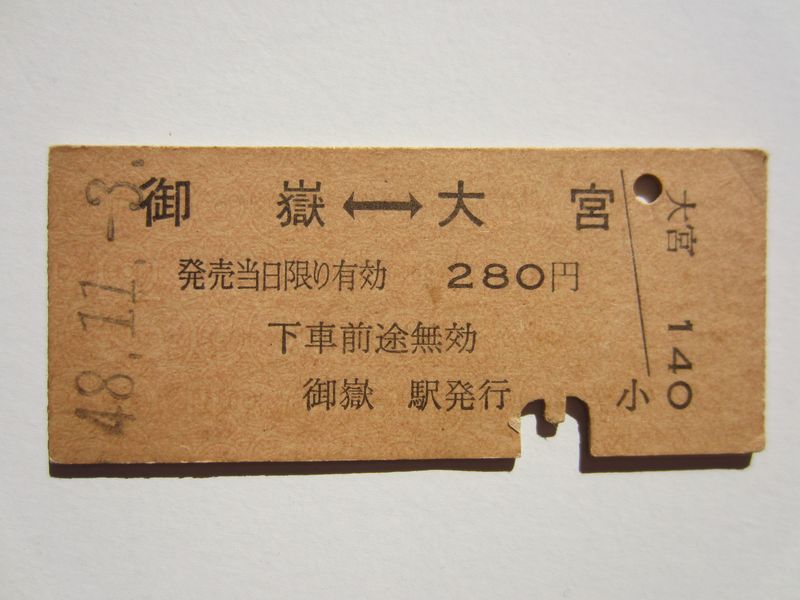 御嶽↔大宮
発売当日限り有効 280円
下車前途無効
御嶽 駅発行
小
大宮 140
48.11.-3.